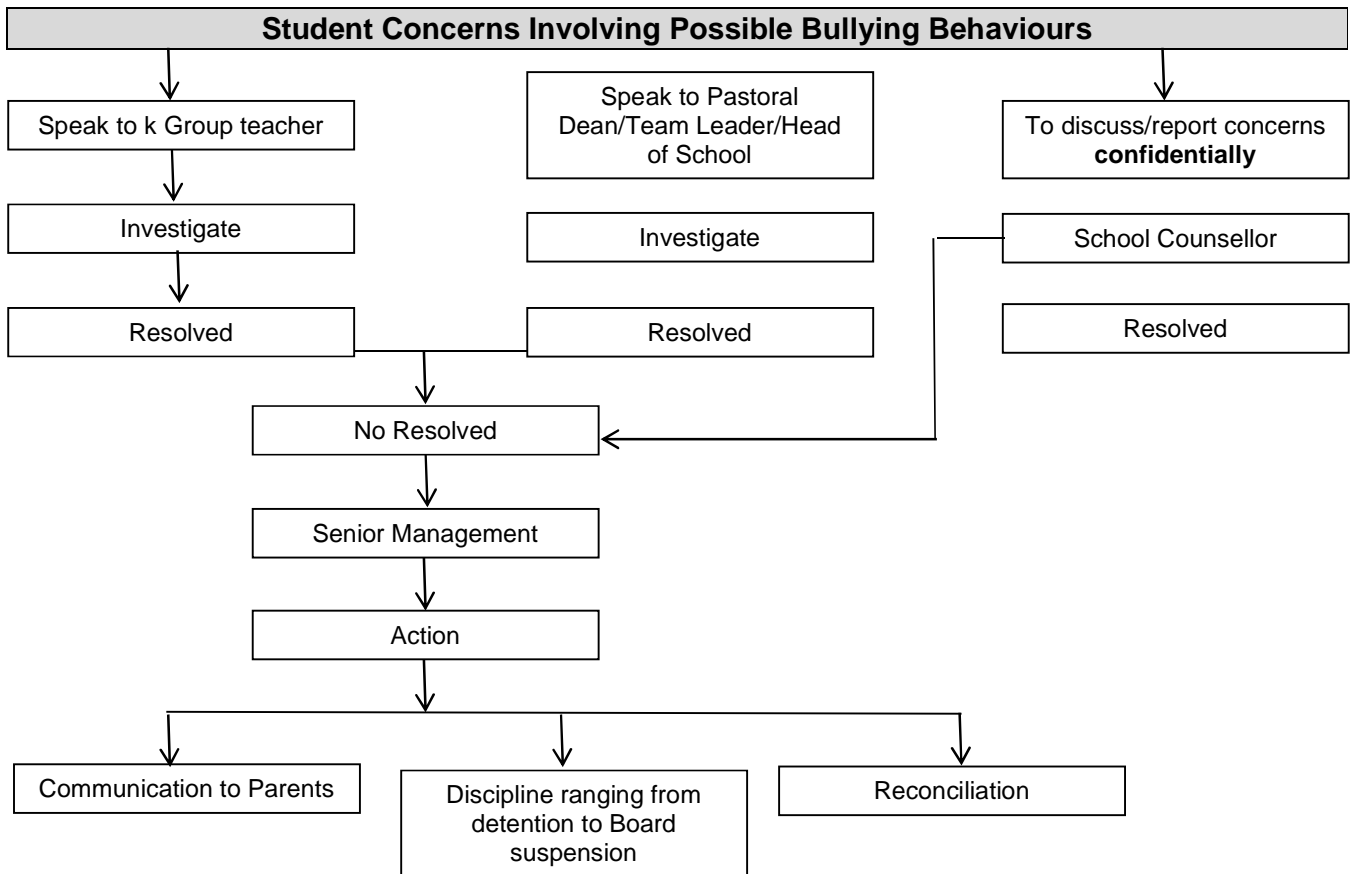 Student Concerns Involving Possible Bullying Behaviours
Speak to k Group teacher
Speak to Pastoral
Dean/Team Leader/Head
of School
To discuss/report concerns
confidentially
Investigate
Investigate
School Counsellor
Resolved
Resolved
Resolved
No Resolved
Senior Management
Action
Communication to Parents
Discipline ranging from
detention to Board
suspension
Reconciliation